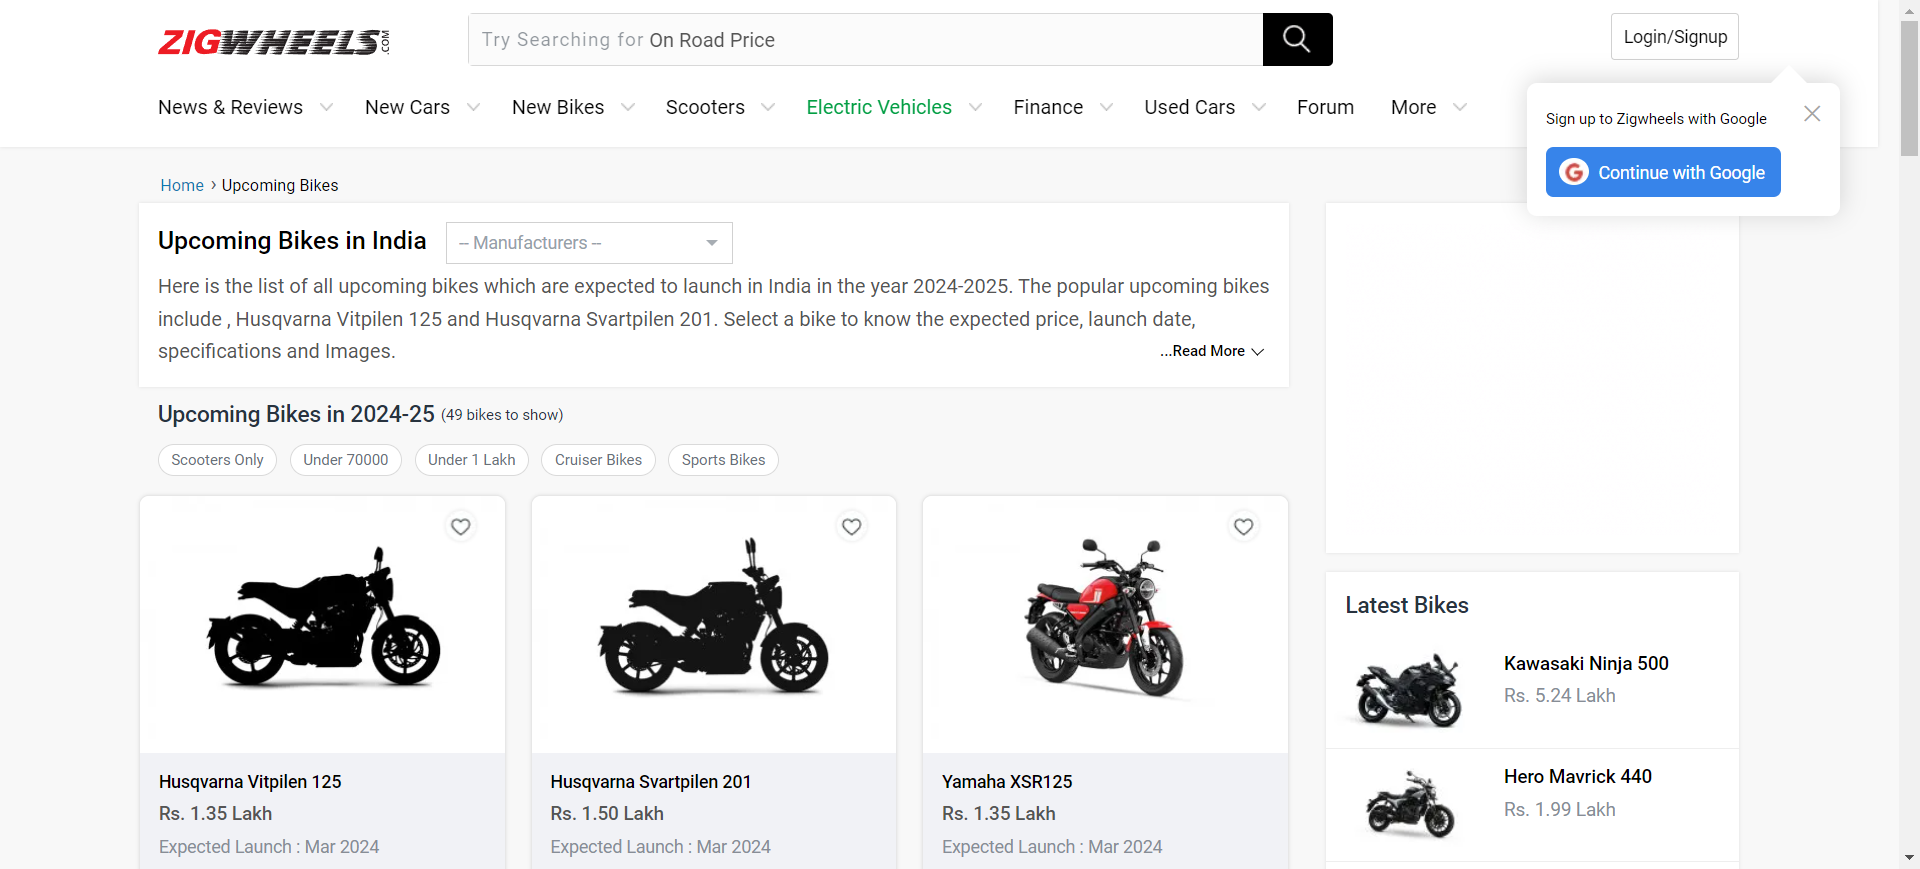 ZIGWHEELS.COM
Try Searching for On Road Price
Login/Signup
News & Reviews
New Cars
New Bikes
Scooters
Electric Vehicles
Finance
Used Cars
Forum
More
Sign up to Zigwheels with Google
G Continue with Google
Home › Upcoming Bikes
Upcoming Bikes in India
-- Manufacturers --
Here is the list of all upcoming bikes which are expected to launch in India in the year 2024-2025. The popular upcoming bikes
include , Husqvarna Vitpilen 125 and Husqvarna Svartpilen 201. Select a bike to know the expected price, launch date,
specifications and Images.
...Read More
Upcoming Bikes in 2024-25 (49 bikes to show)
Scooters Only
Under 70000
Under 1 Lakh
Cruiser Bikes
Sports Bikes
Husqvarna Vitpilen 125
Rs. 1.35 Lakh
Expected Launch : Mar 2024
Husqvarna Svartpilen 201
Rs. 1.50 Lakh
Expected Launch : Mar 2024
Yamaha XSR125
Rs. 1.35 Lakh
Expected Launch : Mar 2024
Latest Bikes
Kawasaki Ninja 500
Rs. 5.24 Lakh
Hero Mavrick 440
Rs. 1.99 Lakh